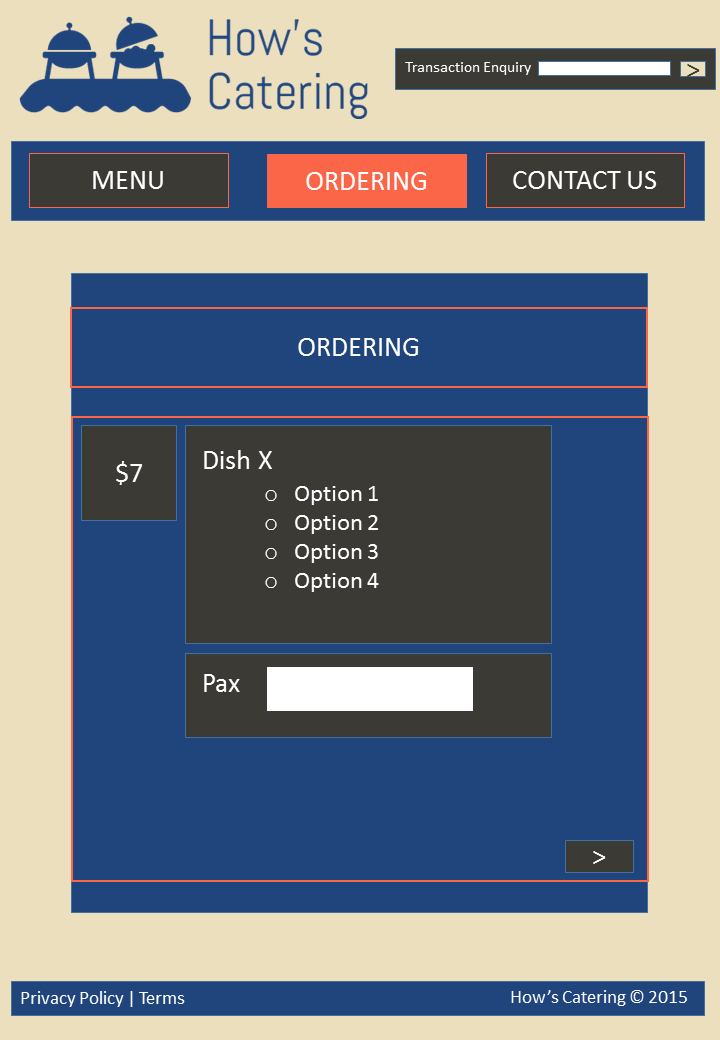 How's
Catering
Transaction Enquiry
>
MENU
ORDERING
CONTACT US
ORDERING
$7
Dish X
o Option 1
o Option 2
o Option 3
o Option 4
Pax
>
Privacy Policy | Terms
How’s Catering © 2015